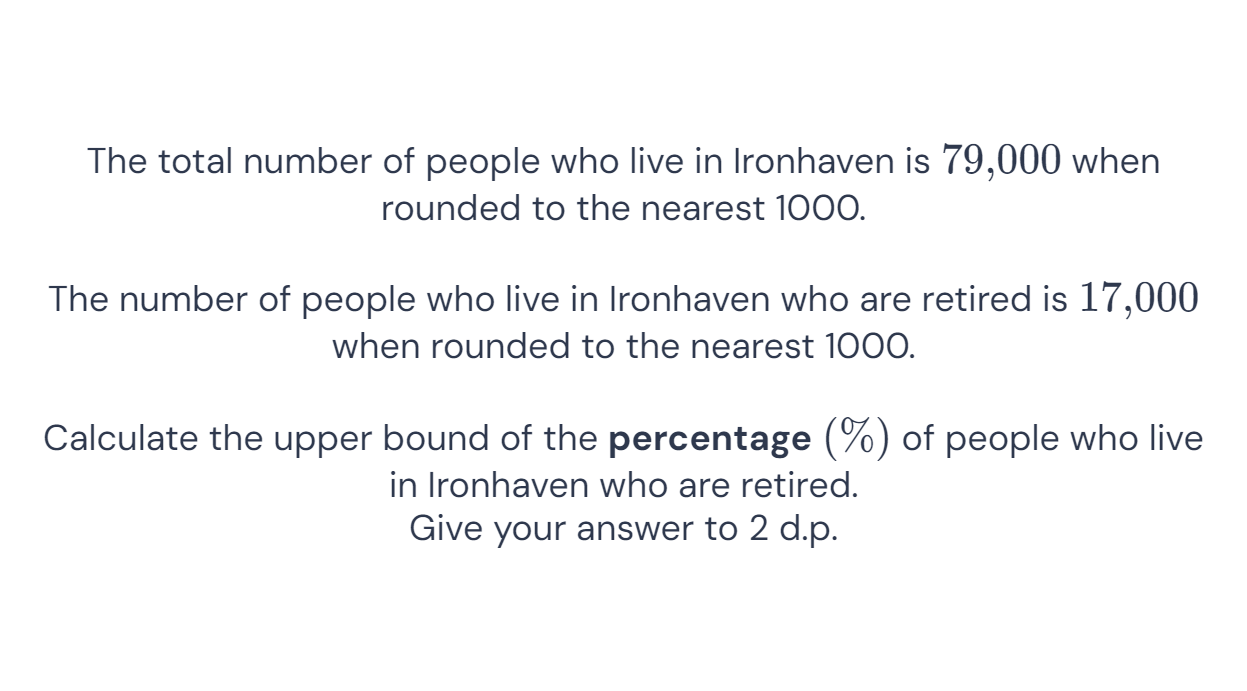 The total number of people who live in Ironhaven is 79,000 when
rounded to the nearest 1000.
The number of people who live in Ironhaven who are retired is 17,000
when rounded to the nearest 1000.
Calculate the upper bound of the percentage (%) of people who live
in Ironhaven who are retired.
Give your answer to 2 d.p.